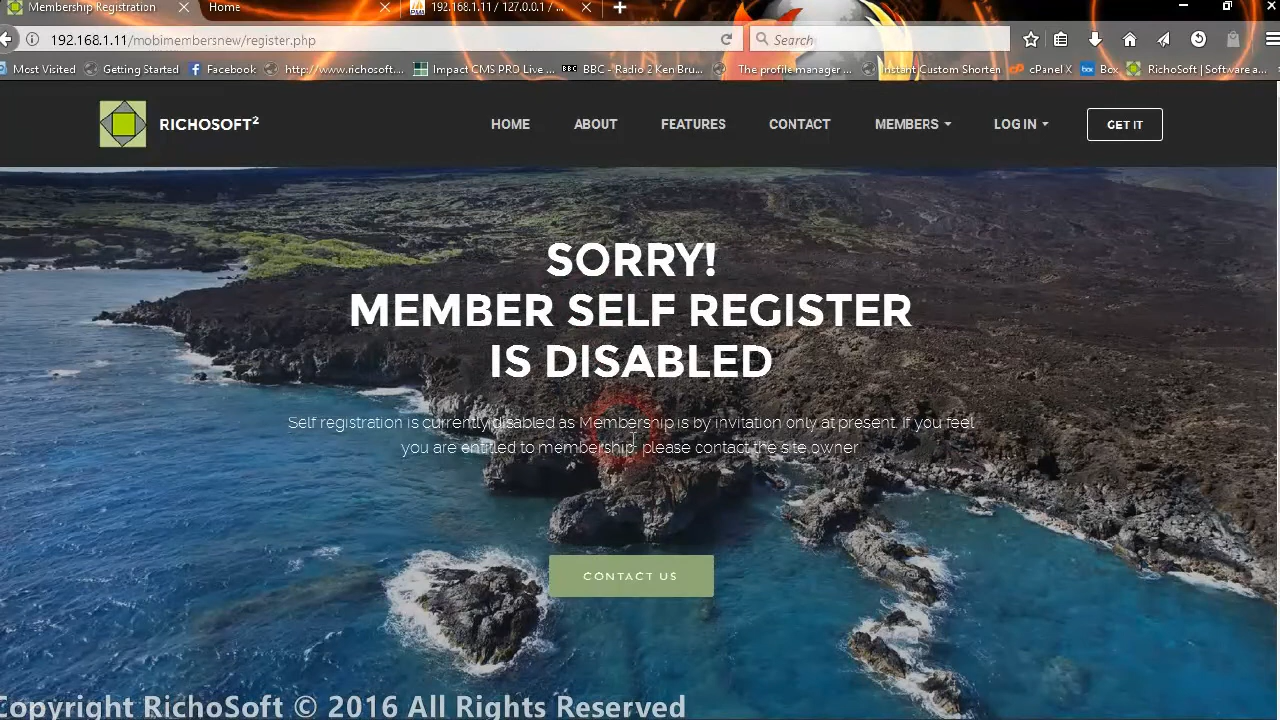 Membership Registration
Home
192.168.1.11 / 127.0.0.1 / ...
192.168.1.11/mobimembersnew/register.php
Search
Most Visited
Getting Started
Facebook
http://www.richosoft....
Impact CMS PRD Live ...
BBC - Radio 2 Ken Bru...
The profile manager ...
Instant Custom Shorten
cPanel X
Box
RichoSoft | Software a...
RICHOSOFT²
HOME
ABOUT
FEATURES
CONTACT
MEMBERS
LOG IN
GET IT
SORRY!
MEMBER SELF REGISTER
IS DISABLED
Self registration is currently disabled as Membership is by invitation only at present. If you feel
you are entitled to membership, please contact the site owner
CONTACT US
Copyright RichoSoft © 2016 All Rights Reserved